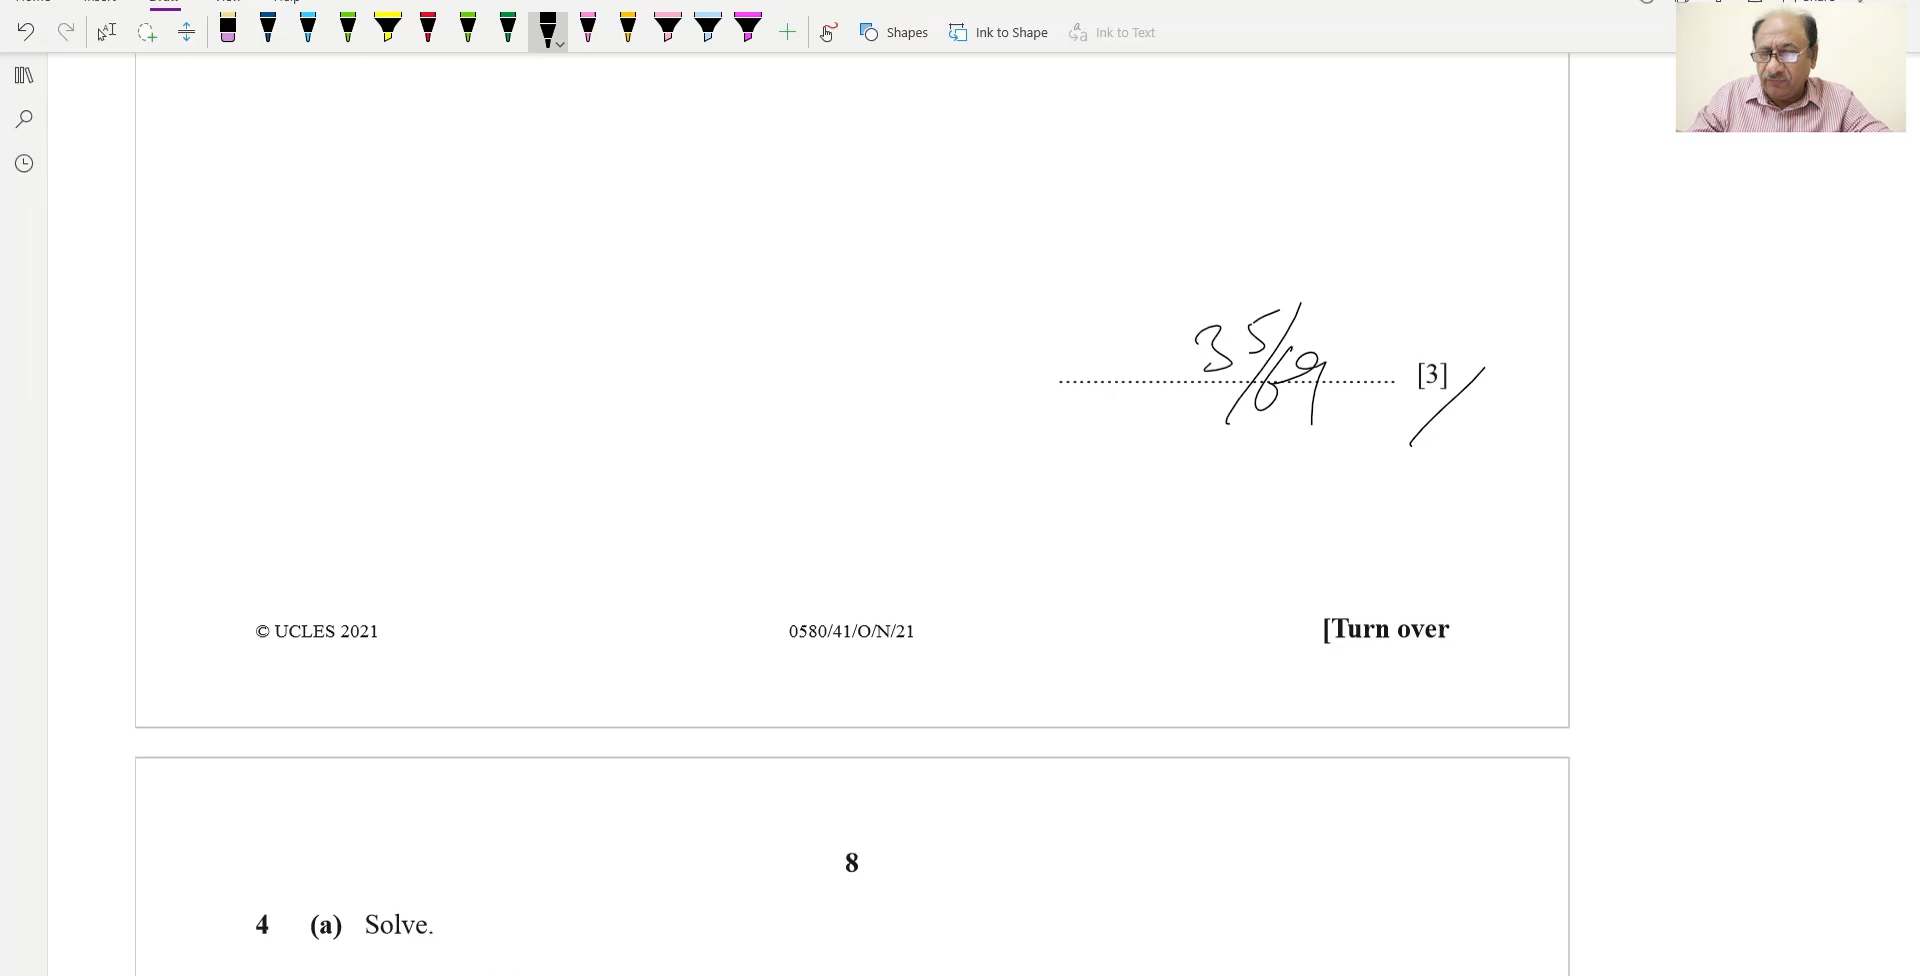 Shapes
Ink to Shape
Ink to Text
35/69
[3]
© UCLES 2021
0580/41/O/N/21
[Turn over
8
4 (a) Solve.